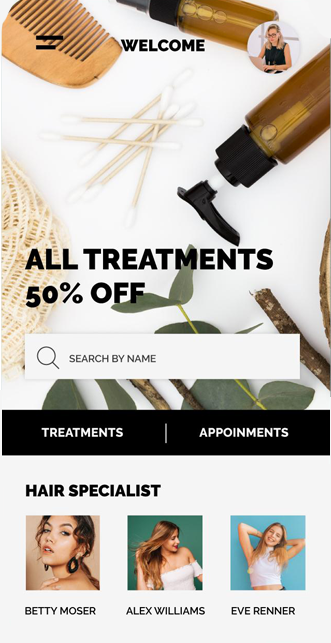 WELCOME
ALL TREATMENTS
50% OFF
SEARCH BY NAME
TREATMENTS
APPOINMENTS
HAIR SPECIALIST
BETTY MOSER
ALEX WILLIAMS
EVE RENNER